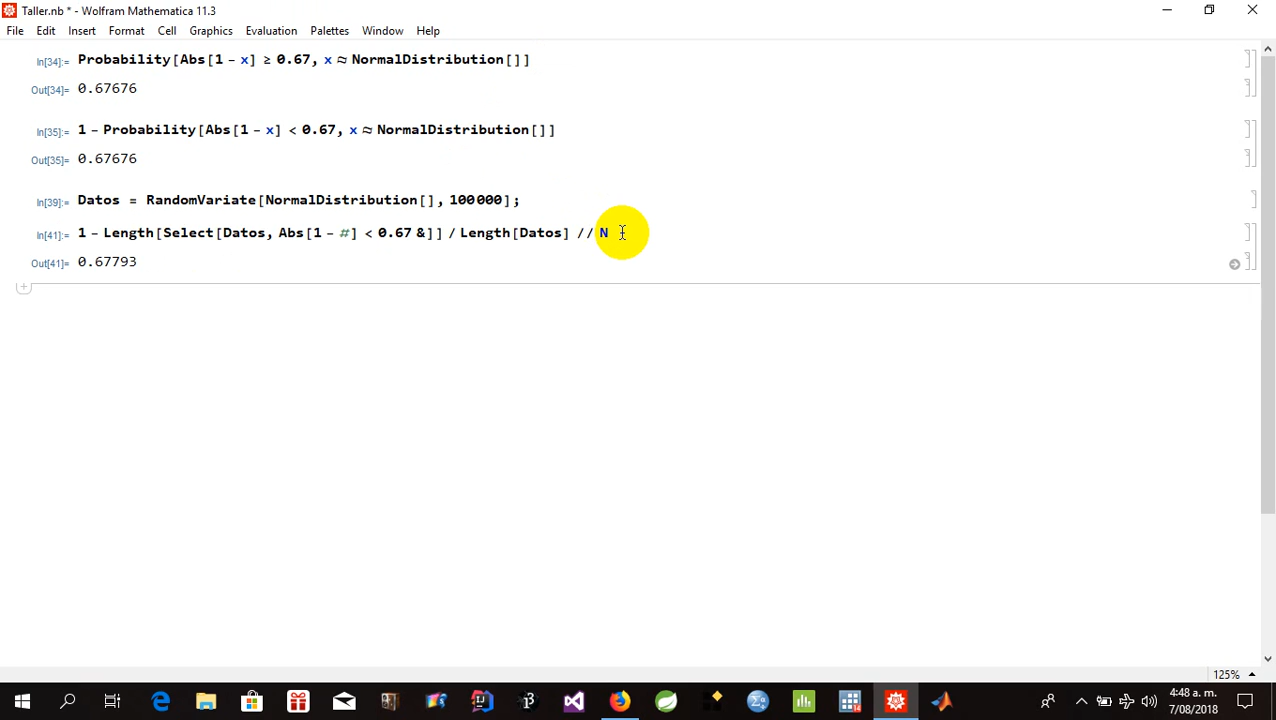 Taller.nb * - Wolfram Mathematica 11.3
File Edit Insert Format Cell Graphics Evaluation Palettes Window Help
In[34]:= Probability[Abs[1 - x] ≥ 0.67, x ≈ NormalDistribution[]]
Out[34]= 0.67676
In[35]:= 1 - Probability[Abs[1 - x] < 0.67, x ≈ NormalDistribution[]]
Out[35]= 0.67676
In[39]:= Datos = RandomVariate[NormalDistribution[], 100000];
In[41]:= 1 - Length[Select[Datos, Abs[1 - #] < 0.67 &]] / Length[Datos] // N
Out[41]= 0.67793
125%
4:48 a. m.
7/08/2018